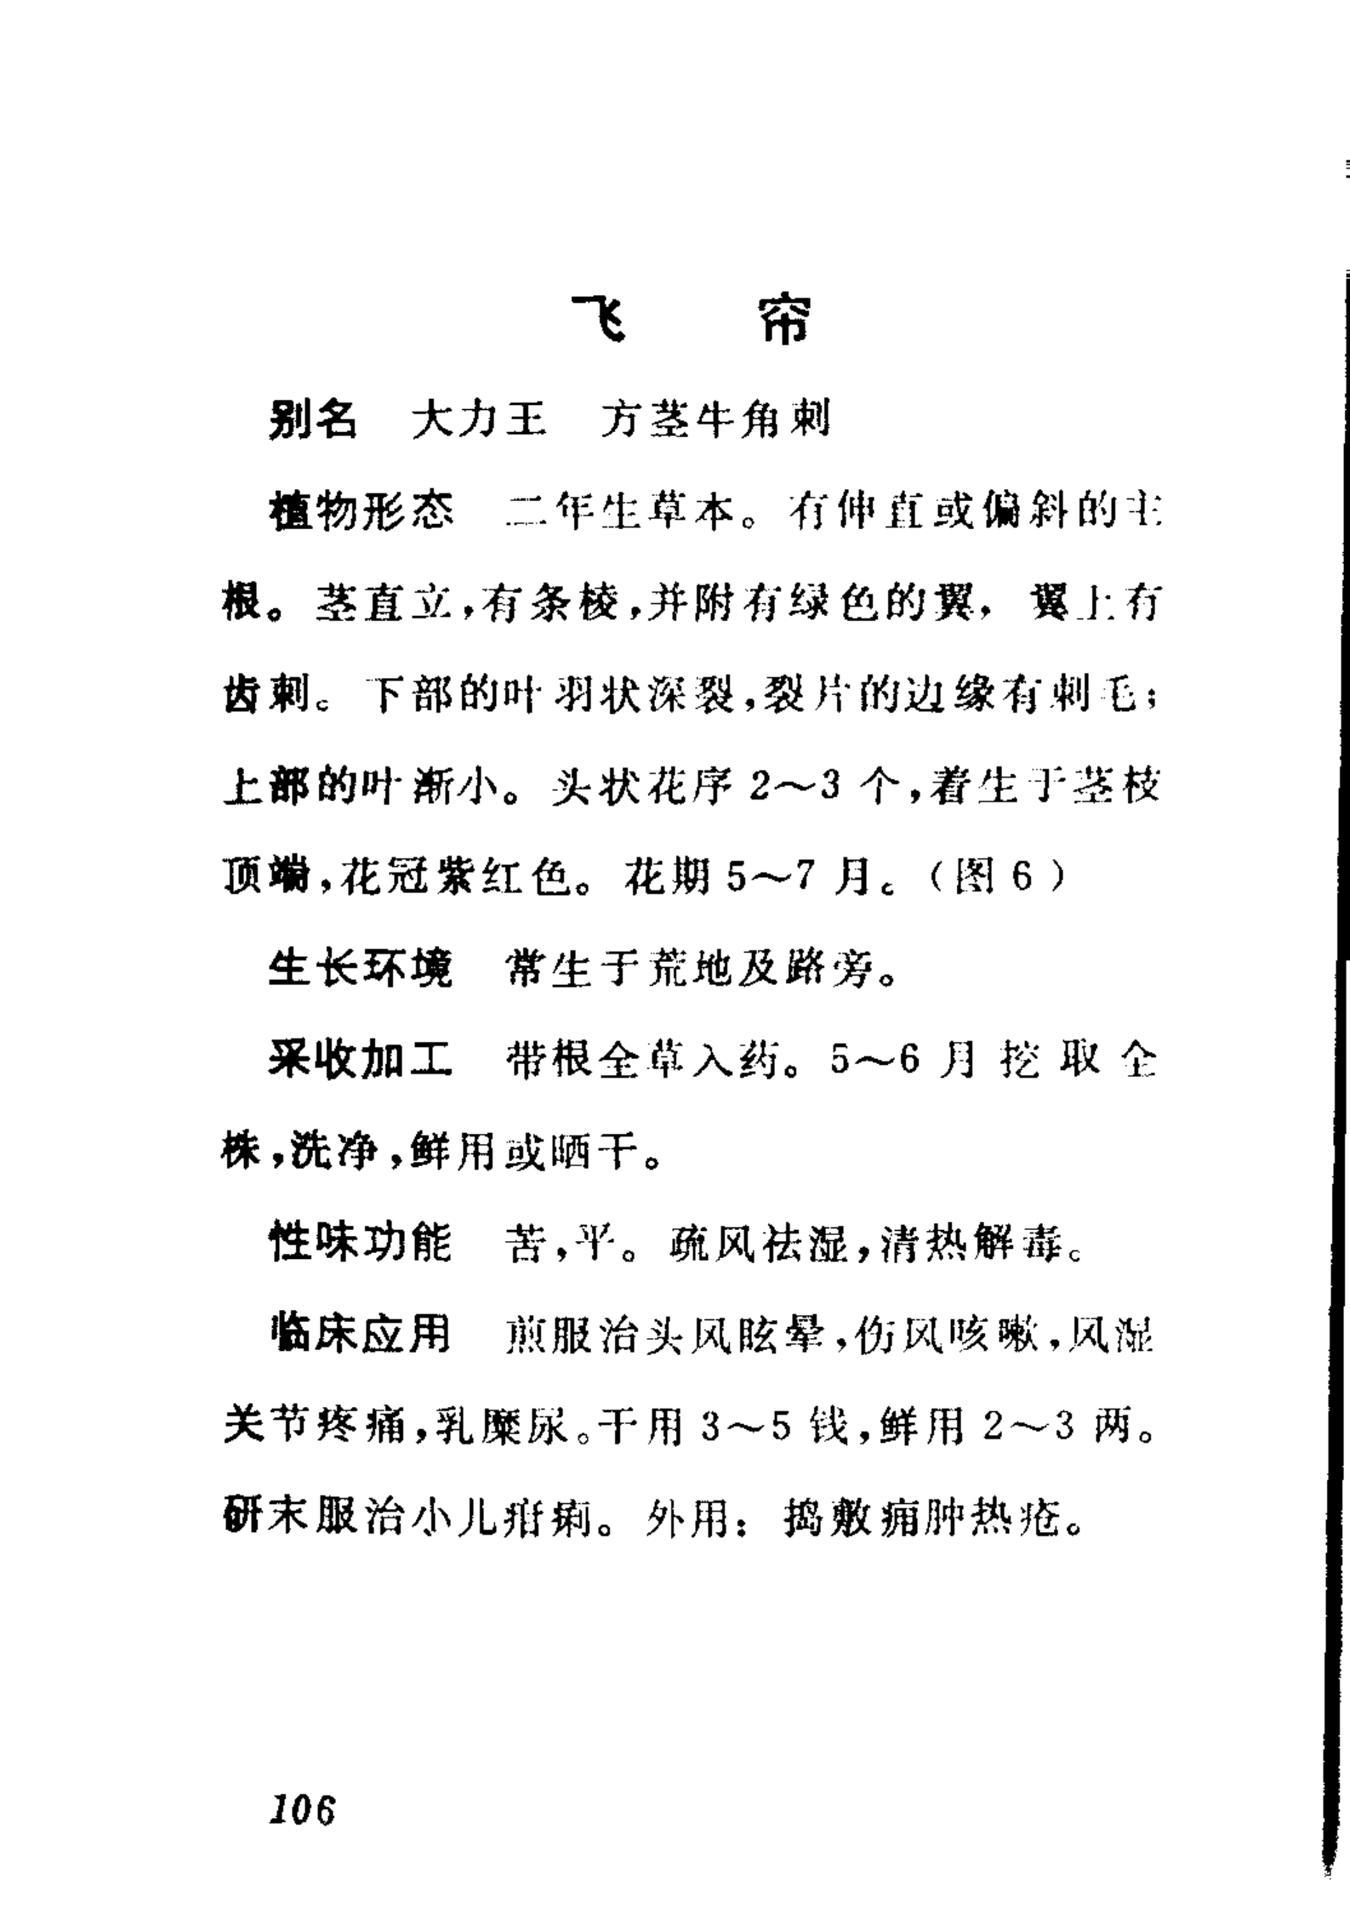 飞 帘
别名 大力王 方茎牛角刺
植物形态 二年生草本。有伸直或偏斜的主
根。茎直立,有条棱,并附有绿色的翼, 翼上有
齿刺。下部的叶羽状深裂,裂片的边缘有刺毛;
上部的叶渐小。头状花序 2～3 个,着生于茎枝
顶端,花冠紫红色。花期 5～7 月。(图 6 )
生长环境 常生于荒地及路旁。
采收加工 带根全草入药。5～6 月 挖 取 全
株,洗净,鲜用或晒干。
性味功能 苦,平。疏风祛湿,清热解毒。
临床应用 煎服治头风眩晕,伤风咳嗽,风湿
关节疼痛,乳糜尿。干用 3～5 钱,鲜用 2～3 两。
研末服治小儿疳痢。外用: 捣敷痈肿热疮。
106